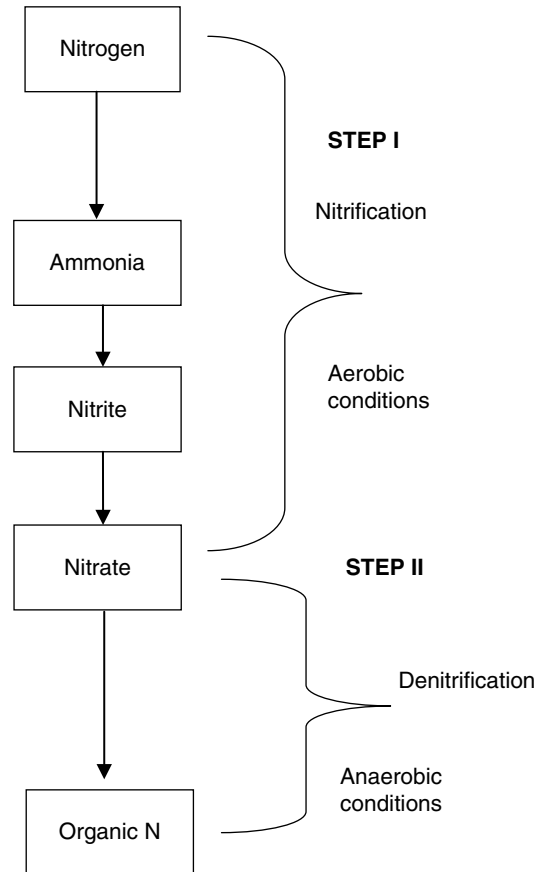 Nitrogen
STEP I
Nitrification
Ammonia
Aerobic
conditions
Nitrite
Nitrate
STEP II
Denitrification
Anaerobic
conditions
Organic N